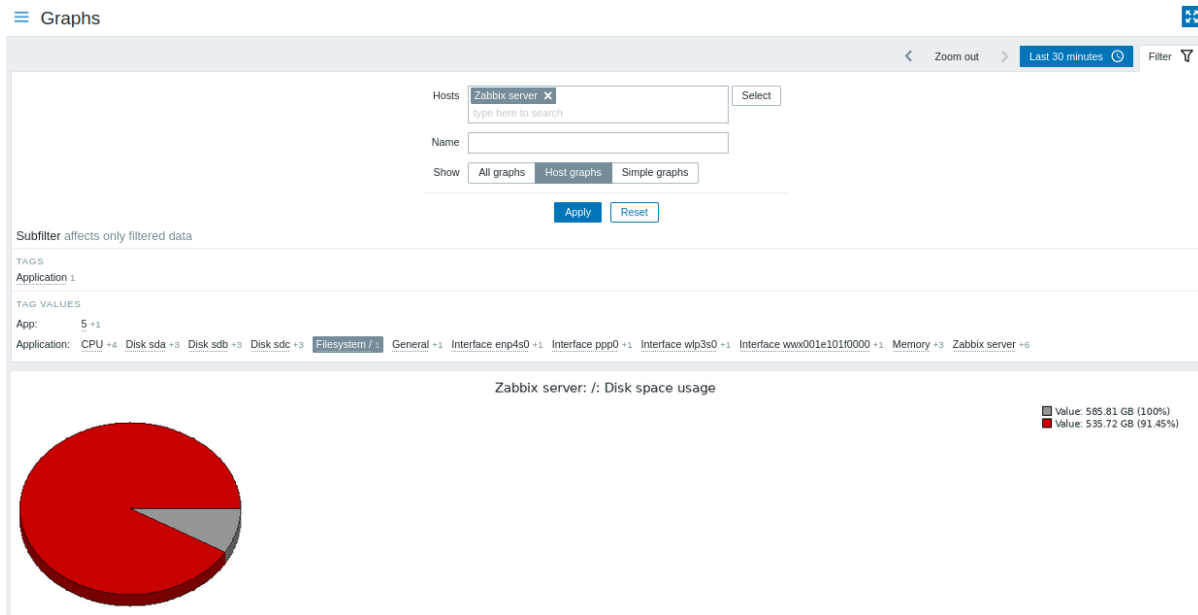 Graphs
Zoom out Last 30 minutes Filter
Hosts Zabbix server Select
type here to search
Name
Show All graphs Host graphs Simple graphs
Apply Reset
Subfilter affects only filtered data
TAGS
Application 1
TAG VALUES
App: 5 +1
Application: CPU +4 Disk sda +3 Disk sdb +3 Disk sdc +3 Filesystem / 1 General +1 Interface enp4s0 +1 Interface ppp0 +1 Interface wlp3s0 +1 Interface wwx001e101f0000 +1 Memory +3 Zabbix server +6
Zabbix server: /: Disk space usage
Value: 585.81 GB (100%)
Value: 535.72 GB (91.45%)